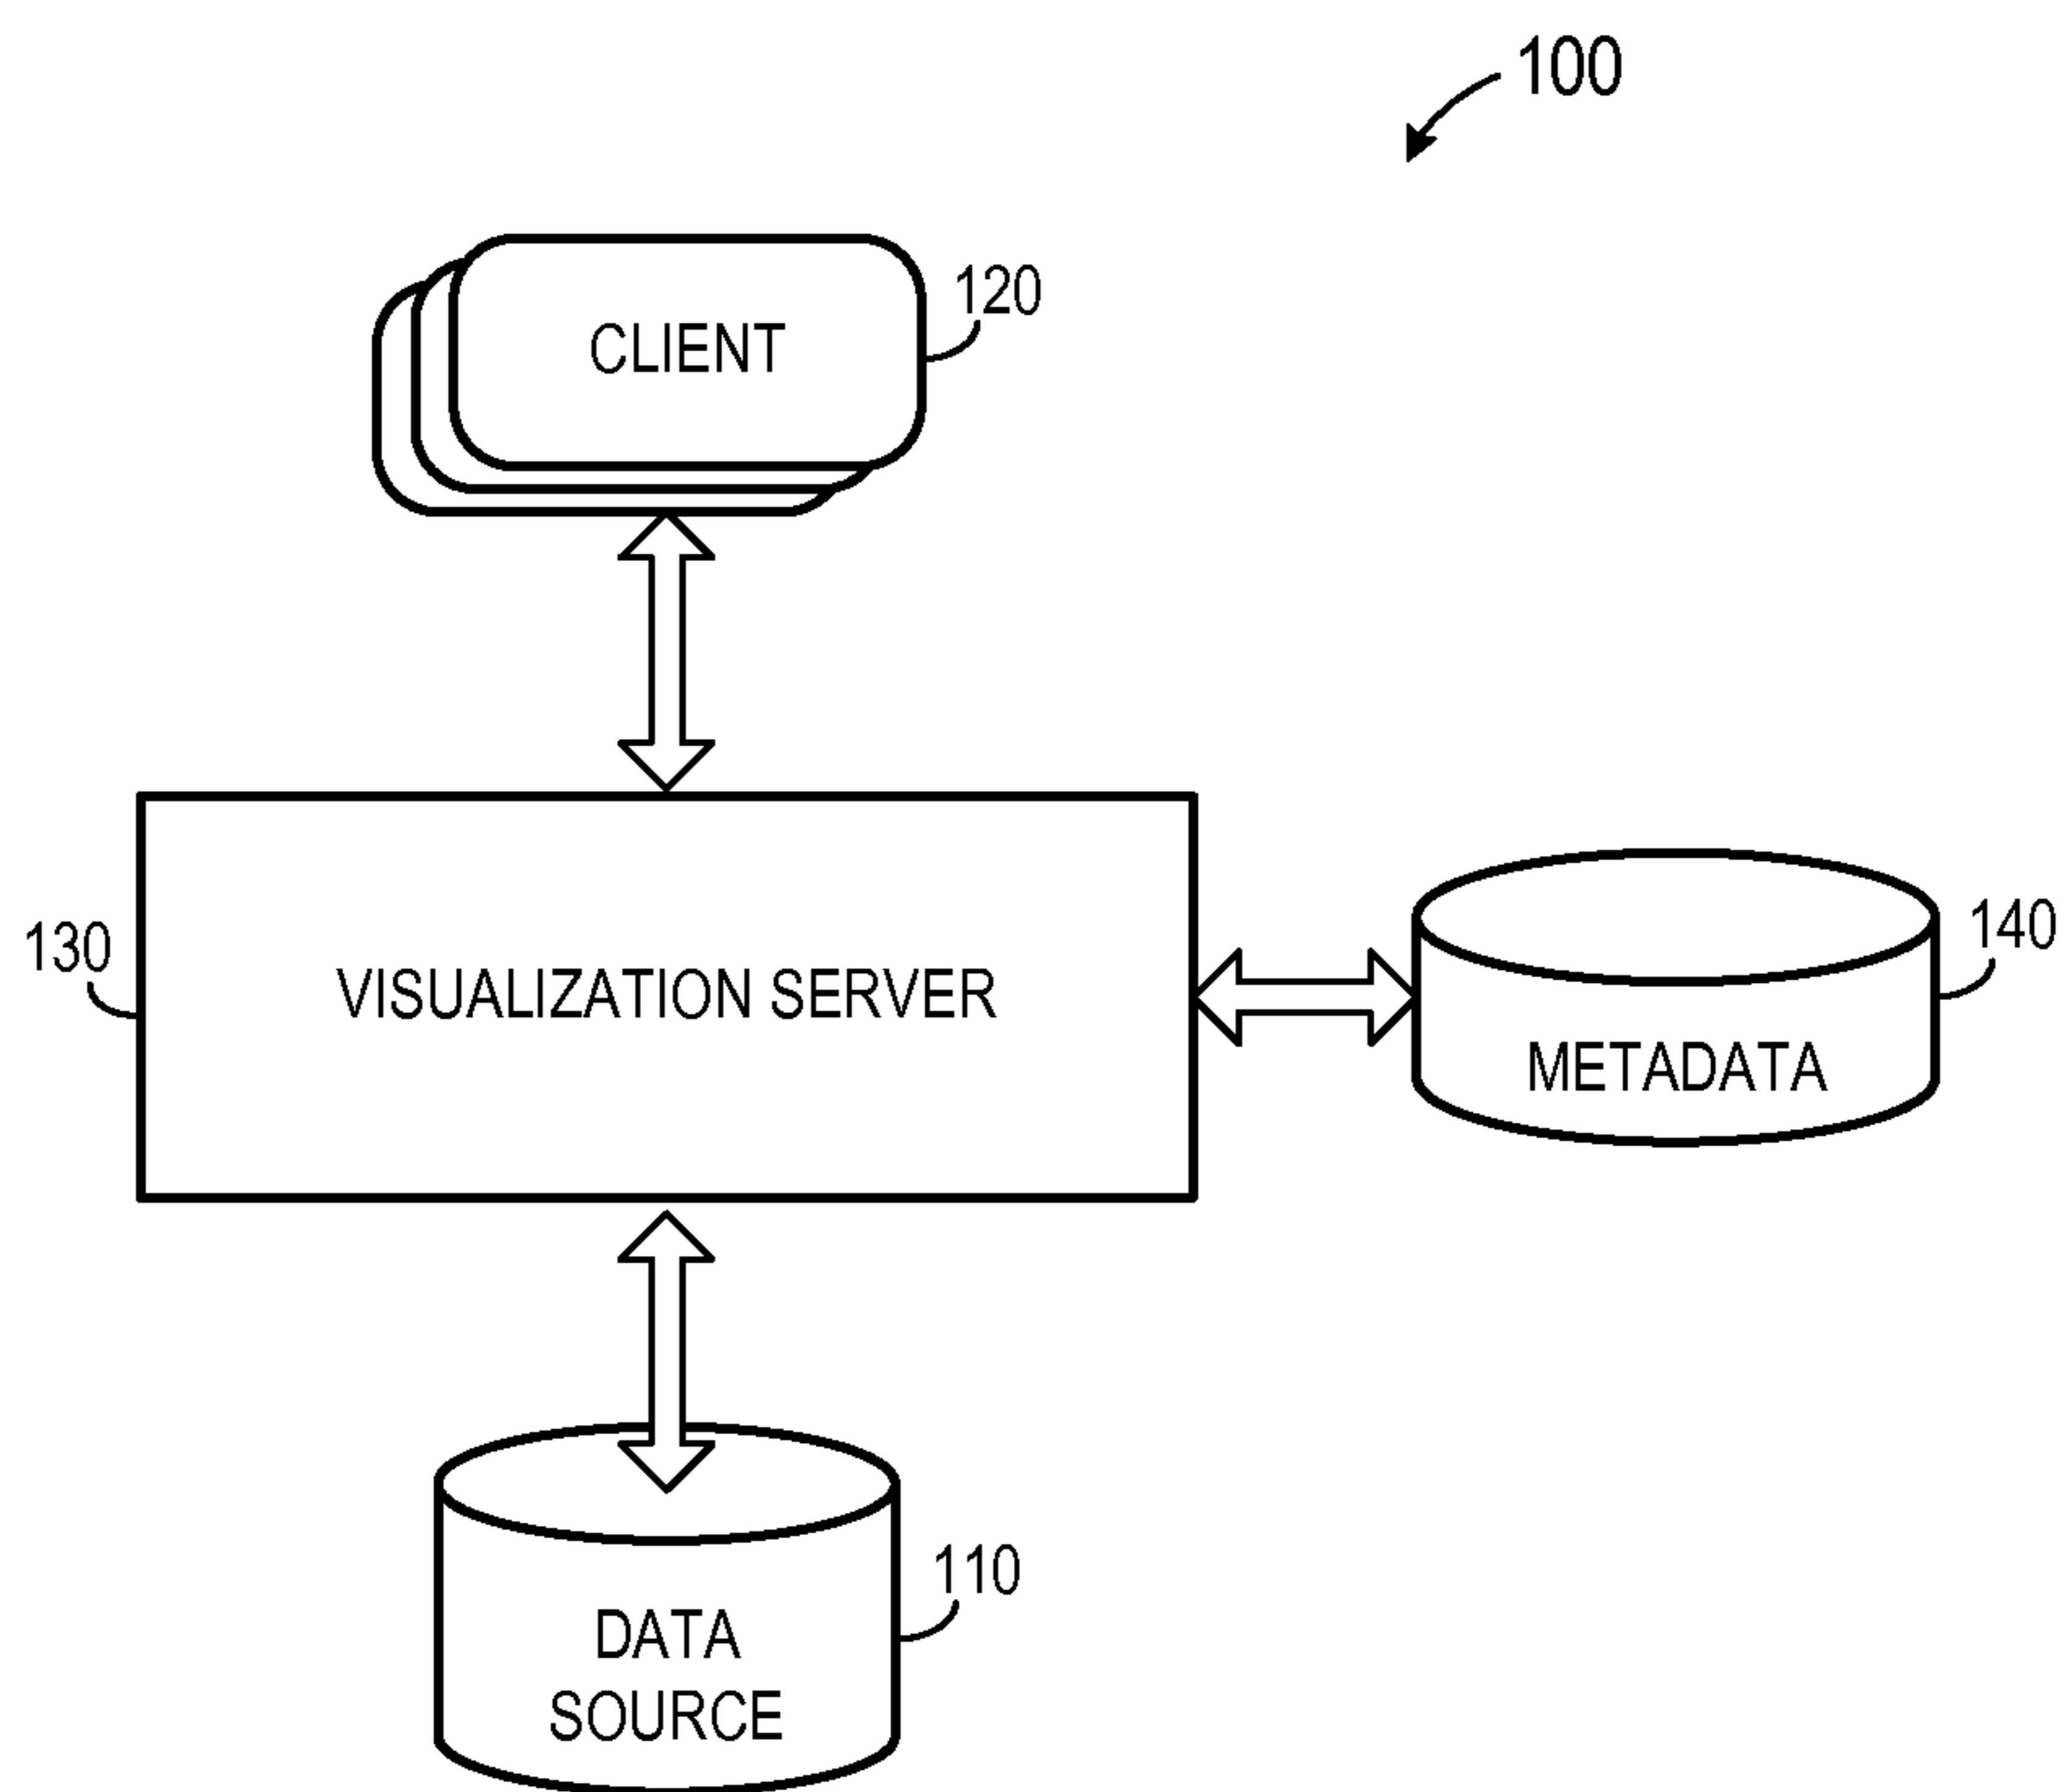 100
120
CLIENT
130
VISUALIZATION SERVER
140
METADATA
110
DATA
SOURCE